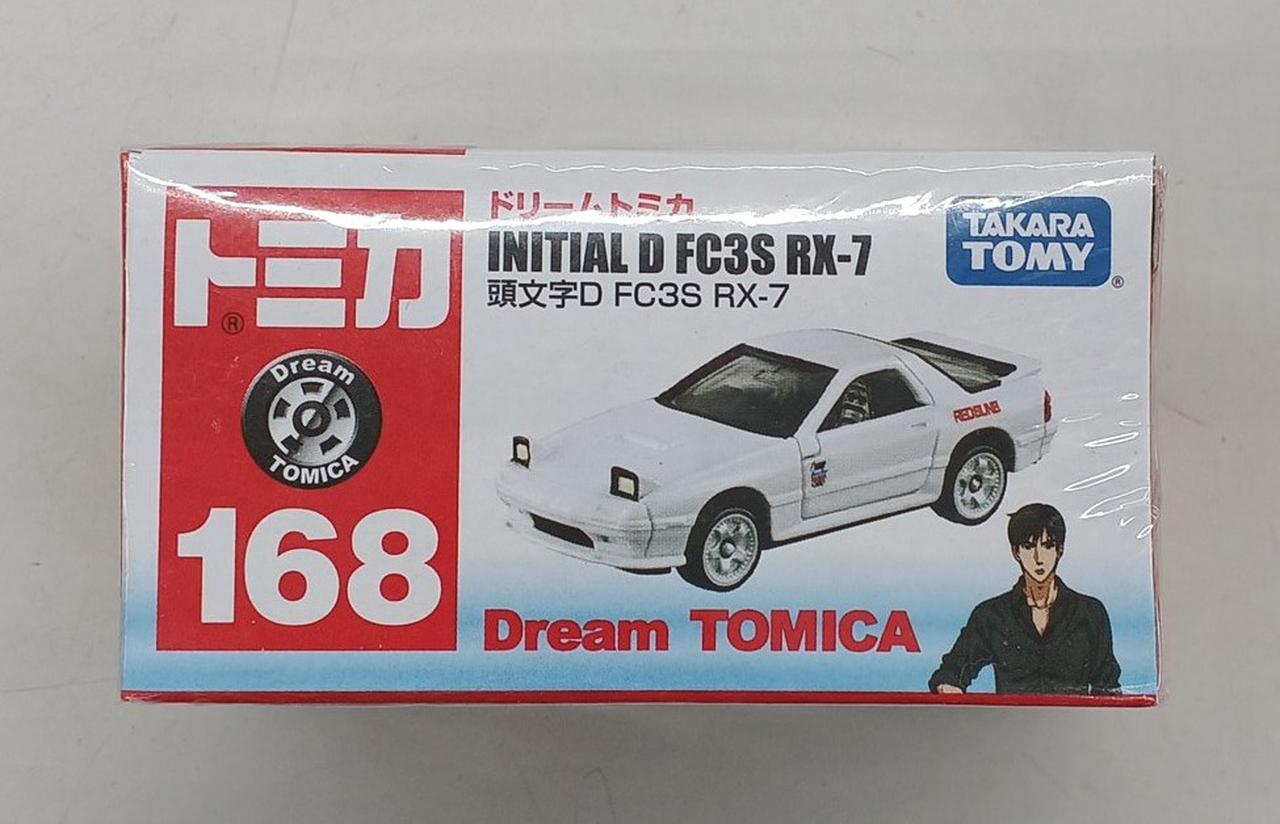 トミカ
®
Dream
TOMICA
168
ドリームトミカ
INITIAL D FC3S RX-7
頭文字D FC3S RX-7
TAKARA
TOMY
®
REDSUNS
Dream TOMICA